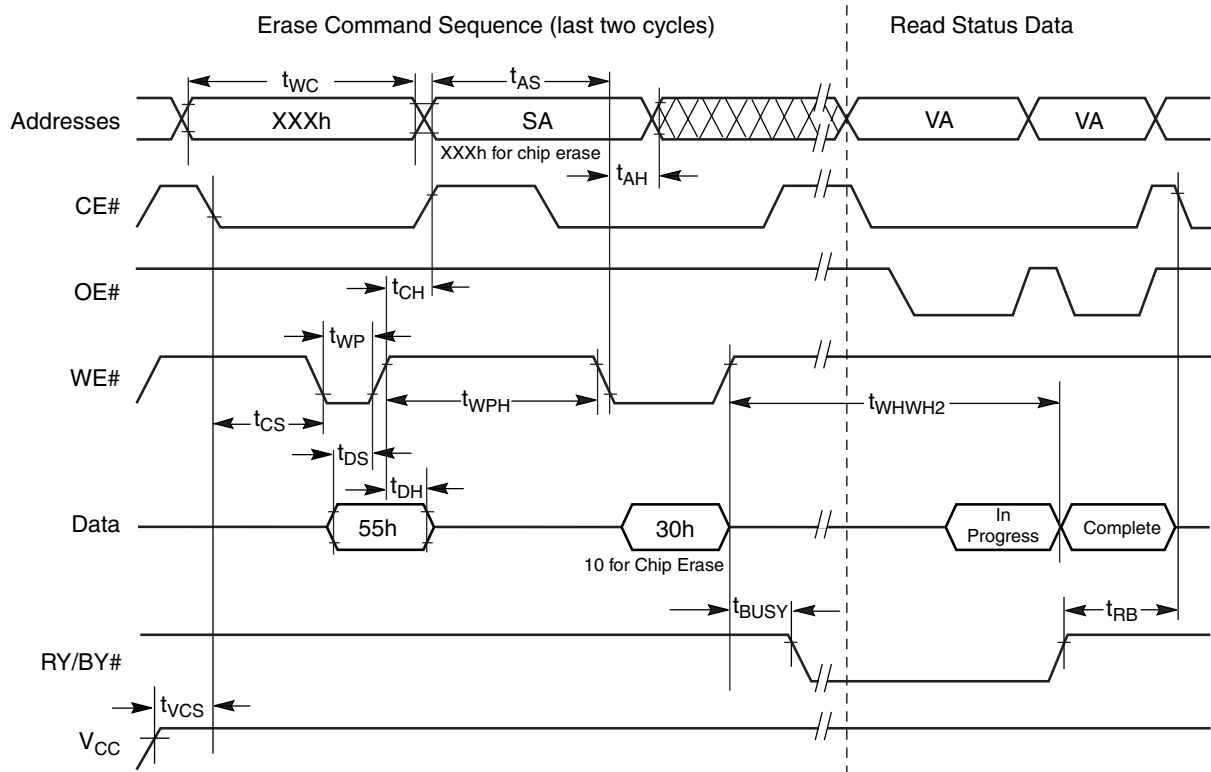 Erase Command Sequence (last two cycles)
Read Status Data
tWC
tAS
Addresses
XXXh
SA
VA
VA
XXXh for chip erase
tAH
CE#
OE#
tCH
tWP
WE#
tWPH
tWHWH2
tCS
tDS
tDH
Data
55h
30h
In
Progress
Complete
10 for Chip Erase
tBUSY
tRB
RY/BY#
tVCS
VCC